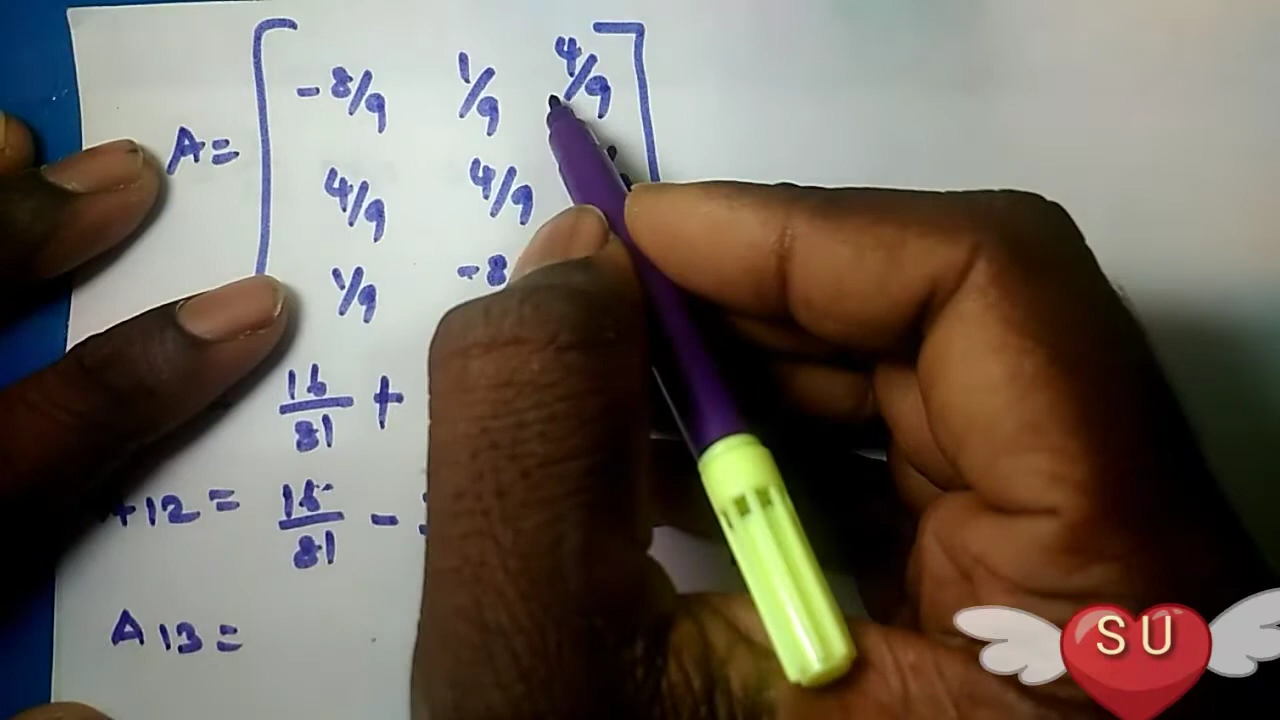 -8/9 1/9 4/9
A=
4/9 4/9
1/9 -8
16/81 +
12 = 16/81 -
A13 =
SU